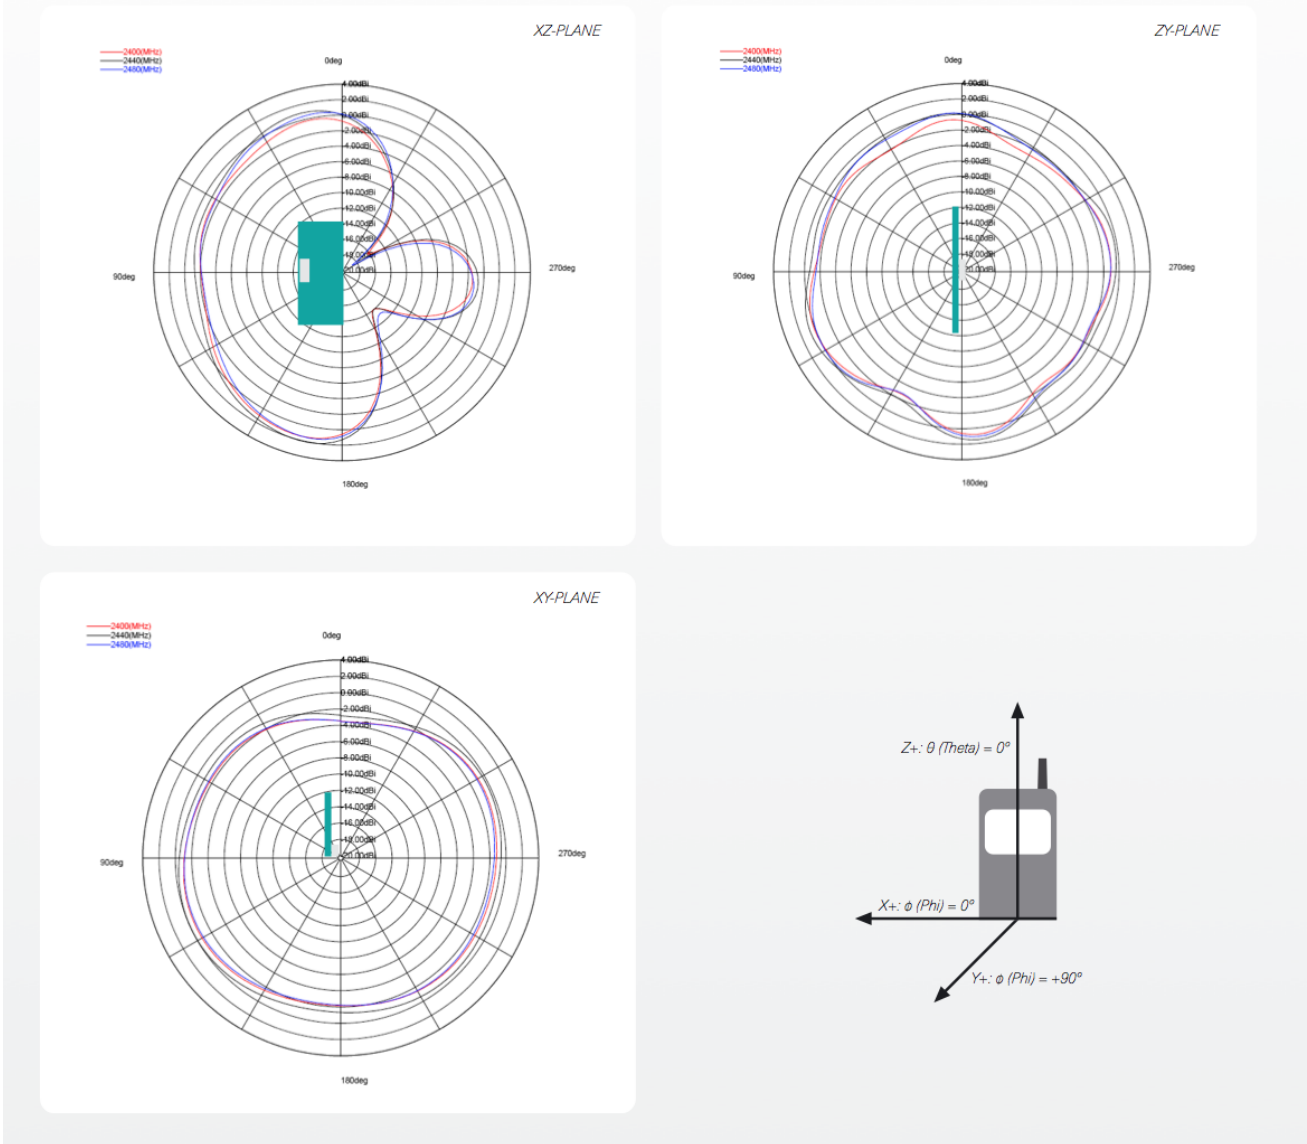 XZ-PLANE
2400(MHz)
2440(MHz)
2480(MHz)
0deg
4.00dBi
2.00dBi
0.00dBi
-2.00dBi
-4.00dBi
-6.00dBi
-8.00dBi
-10.00dBi
-12.00dBi
-14.00dBi
-16.00dBi
-18.00dBi
-20.00dBi
90deg
270deg
180deg
ZY-PLANE
2400(MHz)
2440(MHz)
2480(MHz)
0deg
4.00dBi
2.00dBi
0.00dBi
-2.00dBi
-4.00dBi
-6.00dBi
-8.00dBi
-10.00dBi
-12.00dBi
-14.00dBi
-16.00dBi
-18.00dBi
-20.00dBi
90deg
270deg
180deg
XY-PLANE
2400(MHz)
2440(MHz)
2480(MHz)
0deg
4.00dBi
2.00dBi
0.00dBi
-2.00dBi
-4.00dBi
-6.00dBi
-8.00dBi
-10.00dBi
-12.00dBi
-14.00dBi
-16.00dBi
-18.00dBi
-20.00dBi
90deg
270deg
180deg
Z+: θ (Theta) = 0º
X+: ϕ (Phi) = 0º
Y+: ϕ (Phi) = +90º